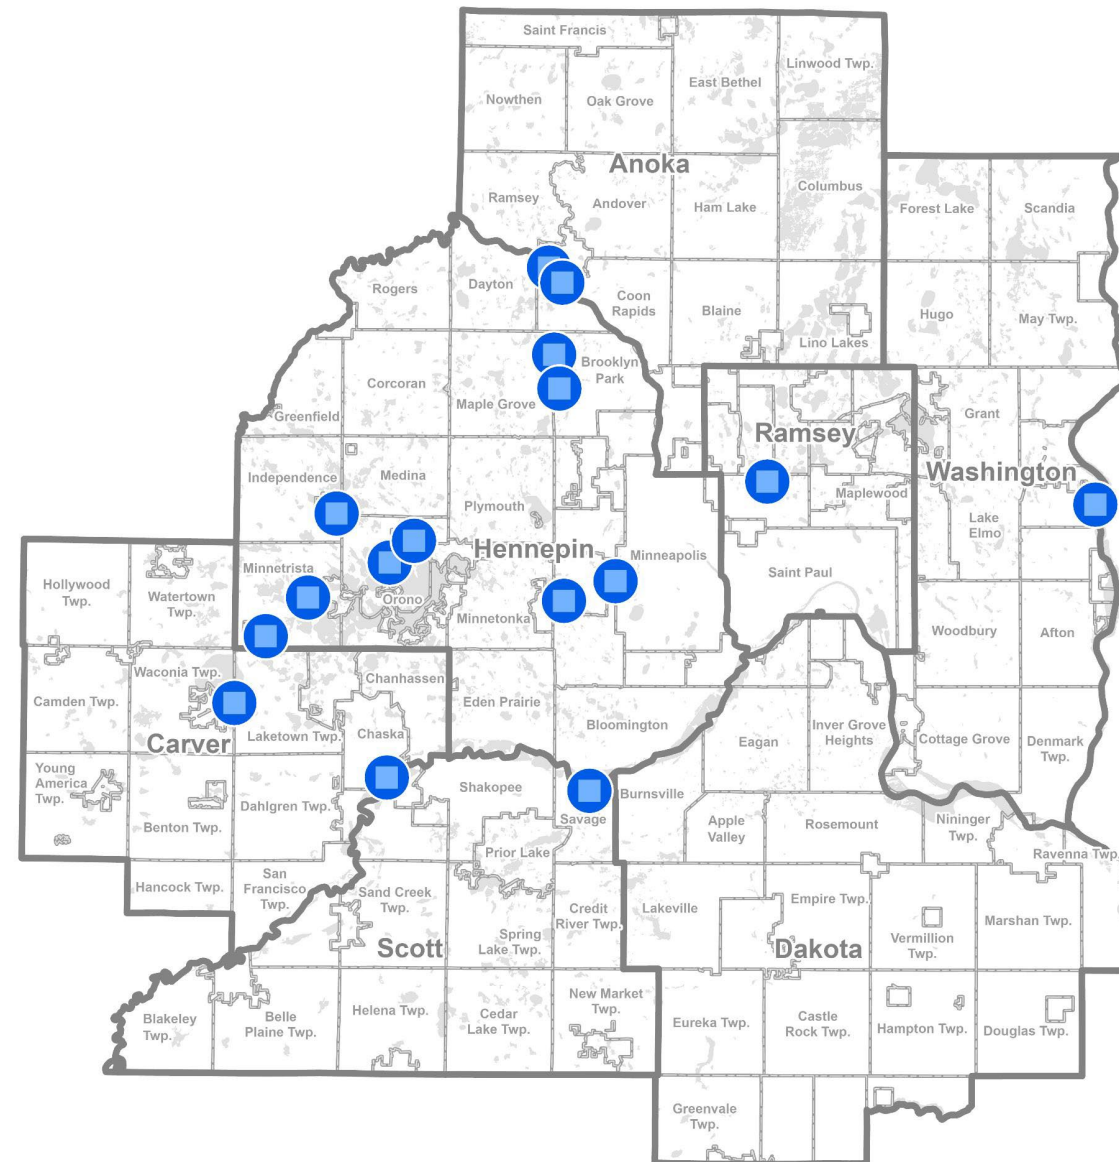 Saint Francis
Linwood Twp.
East Bethel
Nowthen
Oak Grove
Anoka
Columbus
Ramsey
Andover
Ham Lake
Forest Lake
Scandia
Rogers
Dayton
Coon
Rapids
Blaine
Hugo
May Twp.
Lino Lakes
Brooklyn
Park
Corcoran
Maple Grove
Greenfield
Grant
Ramsey
Washington
Independence
Medina
Maplewood
Plymouth
Lake
Elmo
Hennepin
Minneapolis
Minnetrista
Saint Paul
Hollywood
Twp.
Watertown
Twp.
Orono
Minnetonka
Woodbury
Afton
Waconia Twp.
Chanhassen
Camden Twp.
Eden Prairie
Bloomington
Laketown Twp.
Chaska
Carver
Eagan
Inver Grove
Heights
Cottage Grove
Denmark
Twp.
Young
America
Twp.
Shakopee
Burnsville
Dahlgren Twp.
Savage
Benton Twp.
Apple
Valley
Rosemount
Nininger
Twp.
Prior Lake
Ravenna Twp.
Hancock Twp.
San
Francisco
Twp.
Sand Creek
Twp.
Credit
River Twp.
Lakeville
Empire Twp.
Marshan Twp.
Spring
Lake Twp.
Scott
Dakota
Vermillion
Twp.
Blakeley
Twp.
Belle
Plaine Twp.
Helena Twp.
Cedar
Lake Twp.
New Market
Twp.
Eureka Twp.
Castle
Rock Twp.
Hampton Twp.
Douglas Twp.
Greenvale
Twp.